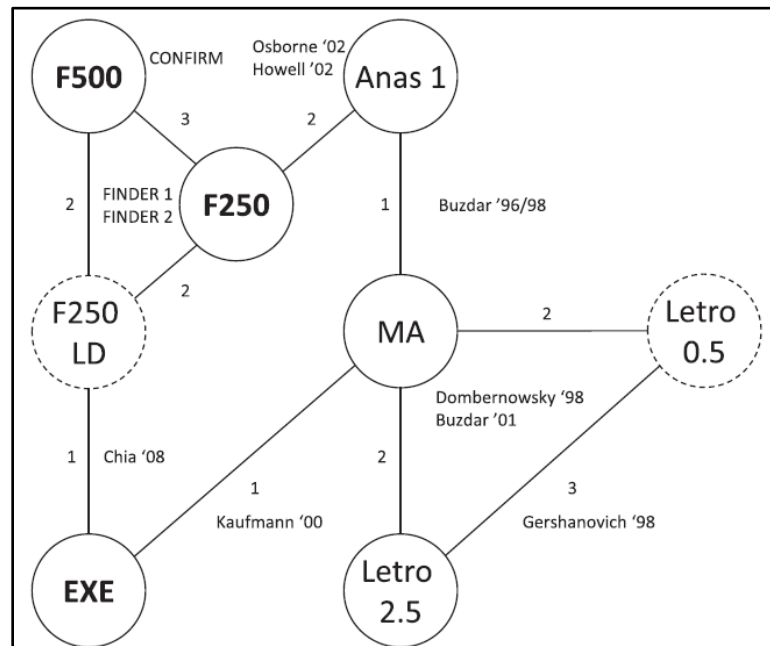 F500
CONFIRM
Osborne ‘02
Howell ’02
Anas 1
3
2
2
FINDER 1
FINDER 2
F250
1
Buzdar ’96/98
2
F250
LD
MA
2
Letro
0.5
Dombernowsky ‘98
Buzdar ’01
1
Chia ‘08
2
1
3
Kaufmann ‘00
Gershanovich ‘98
EXE
Letro
2.5